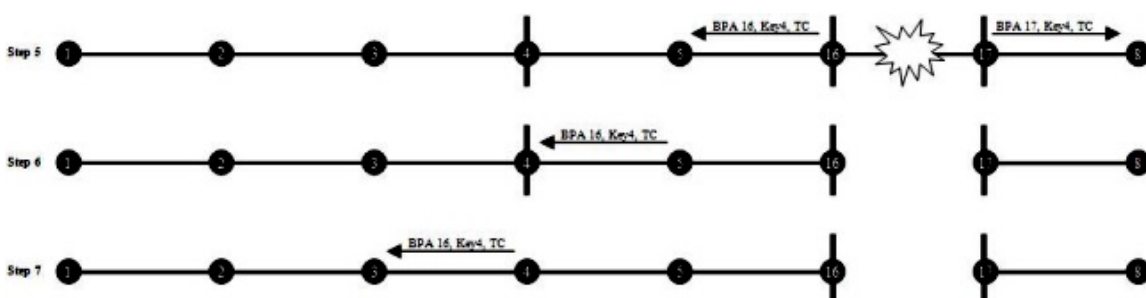 BPA 16, Key4, TC
BPA 17, Key4, TC
Step 5
1 2 3 4 5 16 17 8
BPA 16, Key4, TC
Step 6
1 2 3 4 5 16 17 8
BPA 16, Key4, TC
Step 7
1 2 3 4 5 16 17 8